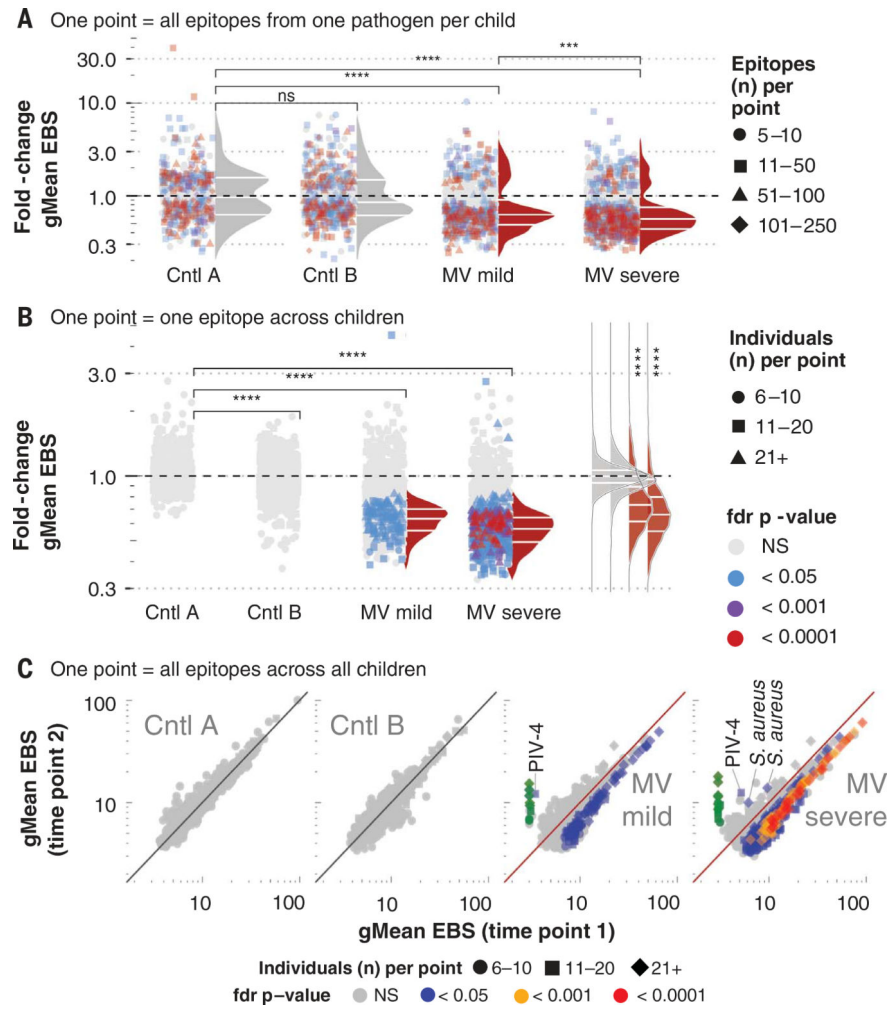 A One point = all epitopes from one pathogen per child
Fold-change
gMean EBS
30.0
10.0
3.0
1.0
0.3
****
***
****
ns
Cntl A
Cntl B
MV mild
MV severe
Epitopes
(n) per
point
5–10
11–50
51–100
101–250
B One point = one epitope across children
Fold-change
gMean EBS
3.0
1.0
0.3
****
****
****
****
****
Cntl A
Cntl B
MV mild
MV severe
Individuals
(n) per point
6–10
11–20
21+
fdr p-value
NS
< 0.05
< 0.001
< 0.0001
C One point = all epitopes across all children
gMean EBS
(time point 2)
100
10
Cntl A
Cntl B
PIV-4
MV
mild
PIV-4
S. aureus
S. aureus
MV
severe
10 100 10 100 10 100 10 100
gMean EBS (time point 1)
Individuals (n) per point 6–10 11–20 21+
fdr p–value NS < 0.05 < 0.001 < 0.0001